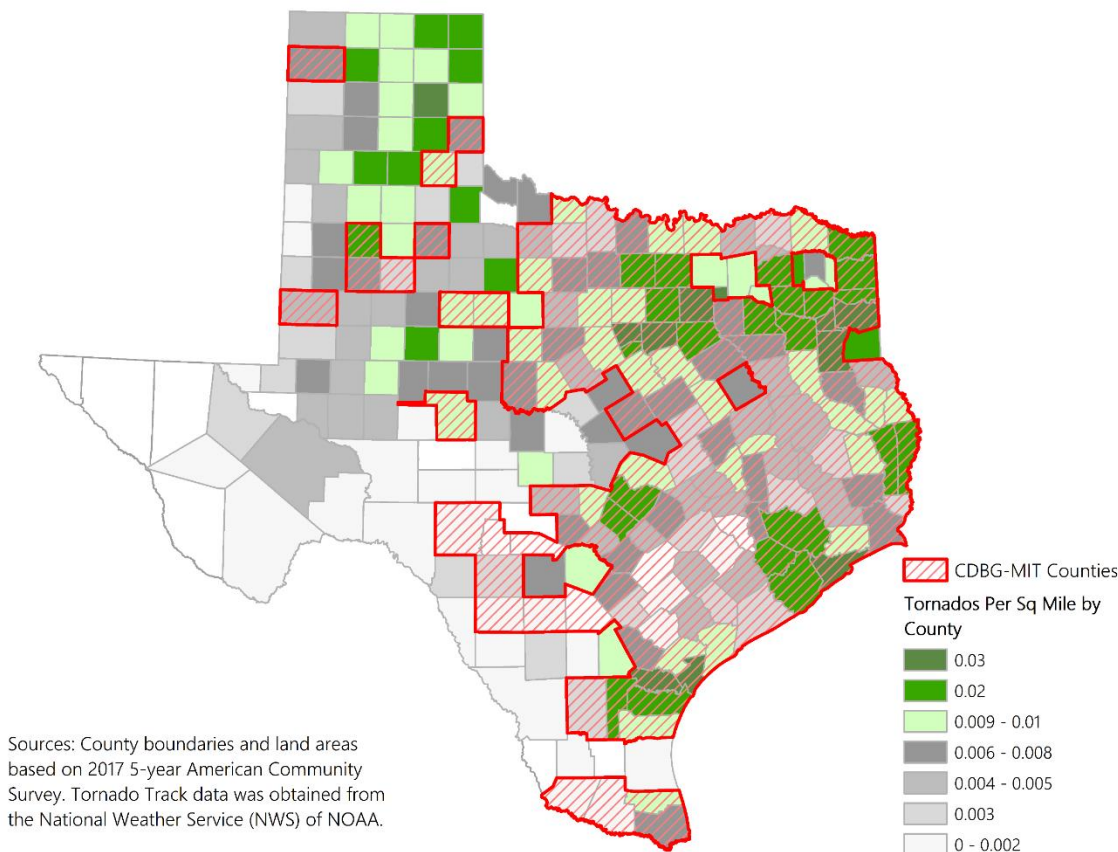 CDBG-MIT Counties
Tornados Per Sq Mile by
County
0.03
0.02
0.009 - 0.01
0.006 - 0.008
0.004 - 0.005
0.003
0 - 0.002
Sources: County boundaries and land areas
based on 2017 5-year American Community
Survey. Tornado Track data was obtained from
the National Weather Service (NWS) of NOAA.